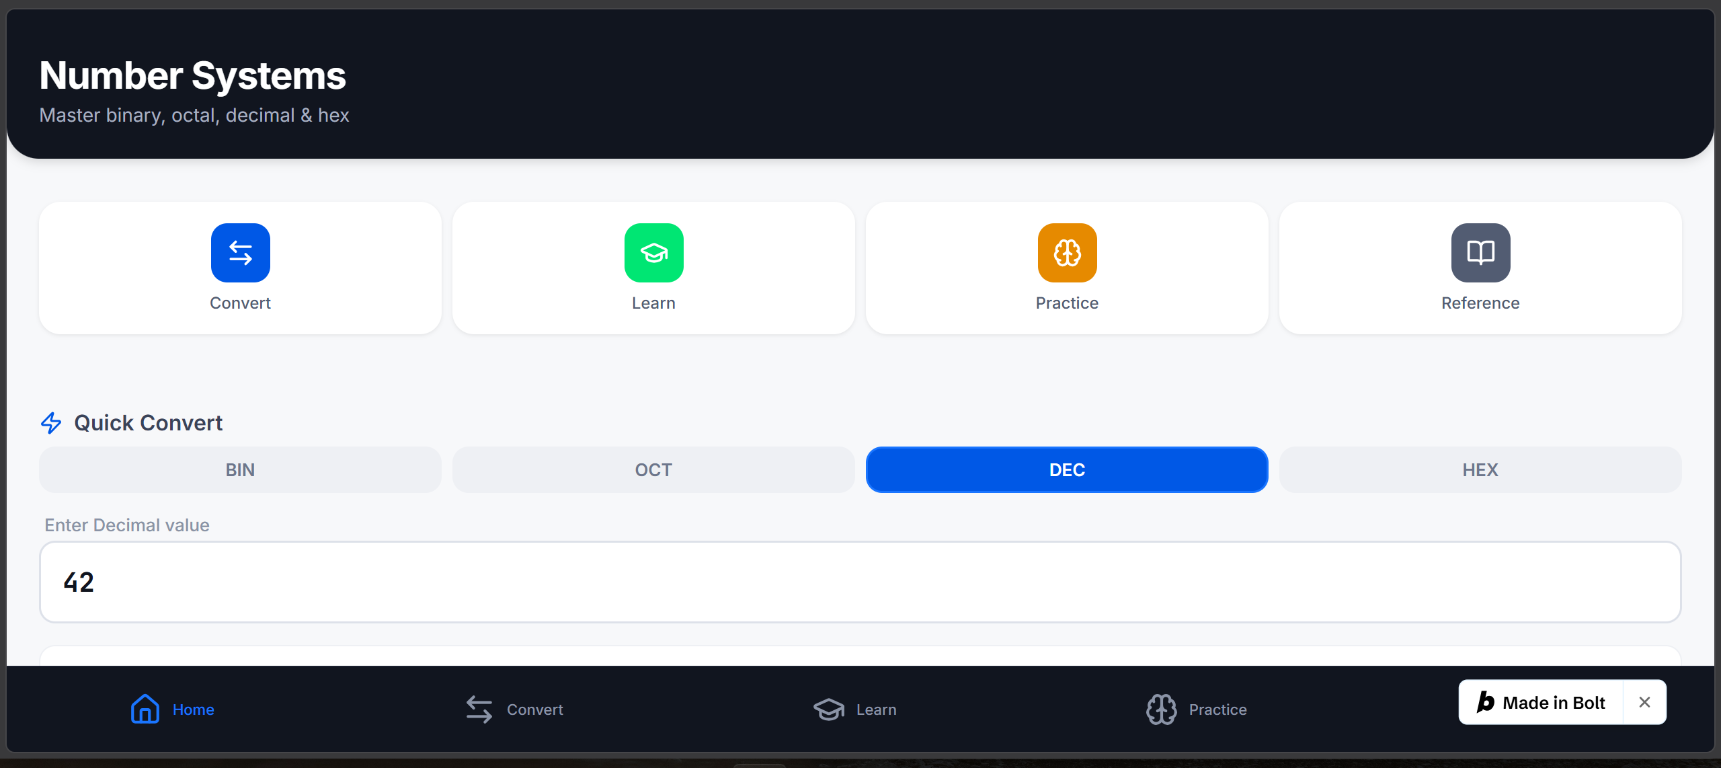 Number Systems
Master binary, octal, decimal & hex
Convert
Learn
Practice
Reference
Quick Convert
BIN
OCT
DEC
HEX
Enter Decimal value
42
Home
Convert
Learn
Practice
b Made in Bolt